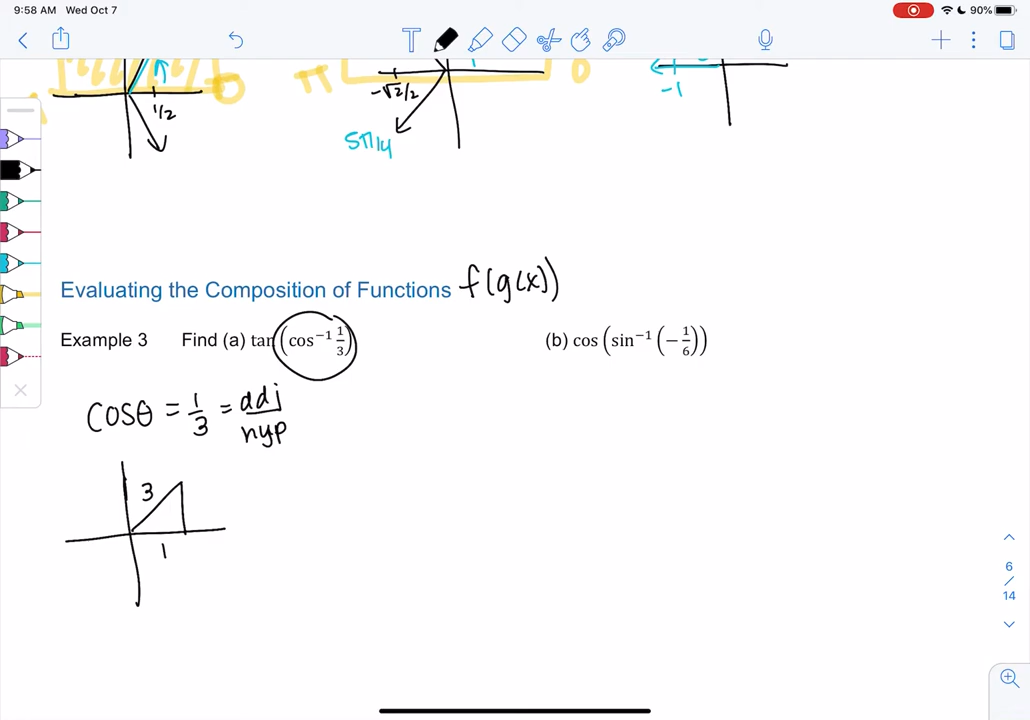 9:58 AM Wed Oct 7
90%
T
π
0
1/2
-√2/2
1
-1
5π/4
Evaluating the Composition of Functions f(g(x))
Example 3 Find (a) tan (cos⁻¹ 1/3) (b) cos (sin⁻¹ (−1/6))
cosθ = 1/3 = adj/hyp
3
1
6
/
14